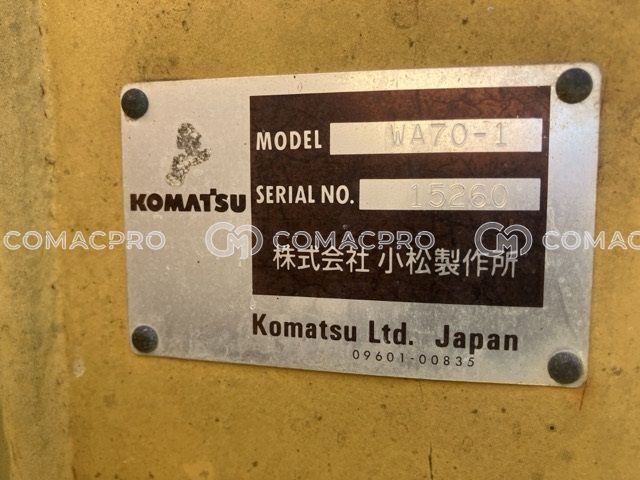 KOMATSU
MODEL WA70-1
SERIAL NO. 15260
COMACPRO COMACPRO COMACPRO
株式会社 小松製作所
Komatsu Ltd. Japan
09601-00835